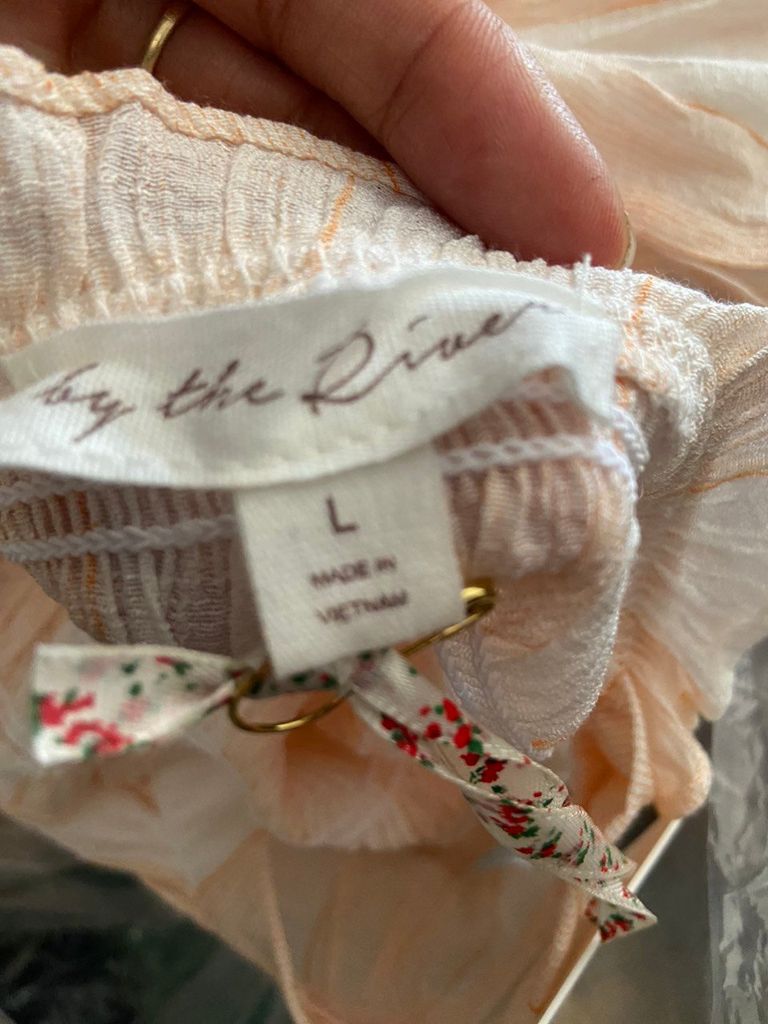 by the River
L
MADE IN
VIETNAM